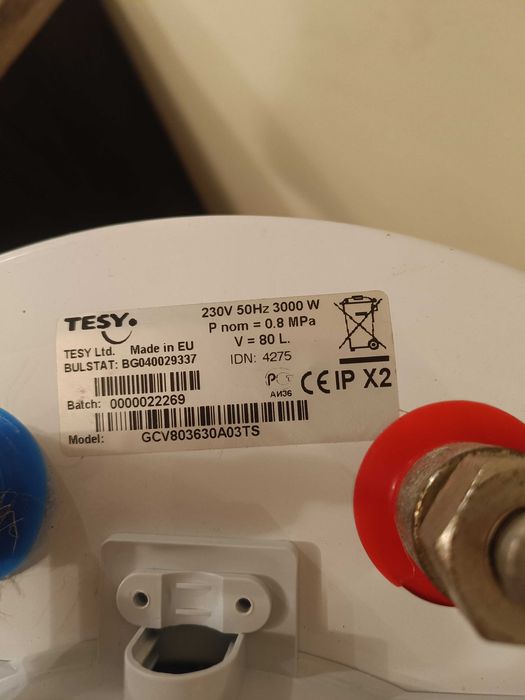 TESY
230V 50Hz 3000 W
P nom = 0.8 MPa
V = 80 L.
IDN: 4275
TESY Ltd. Made in EU
BULSTAT: BG040029337
Batch: 0000022269
АИ36
CE IP X2
Model: GCV803630A03TS